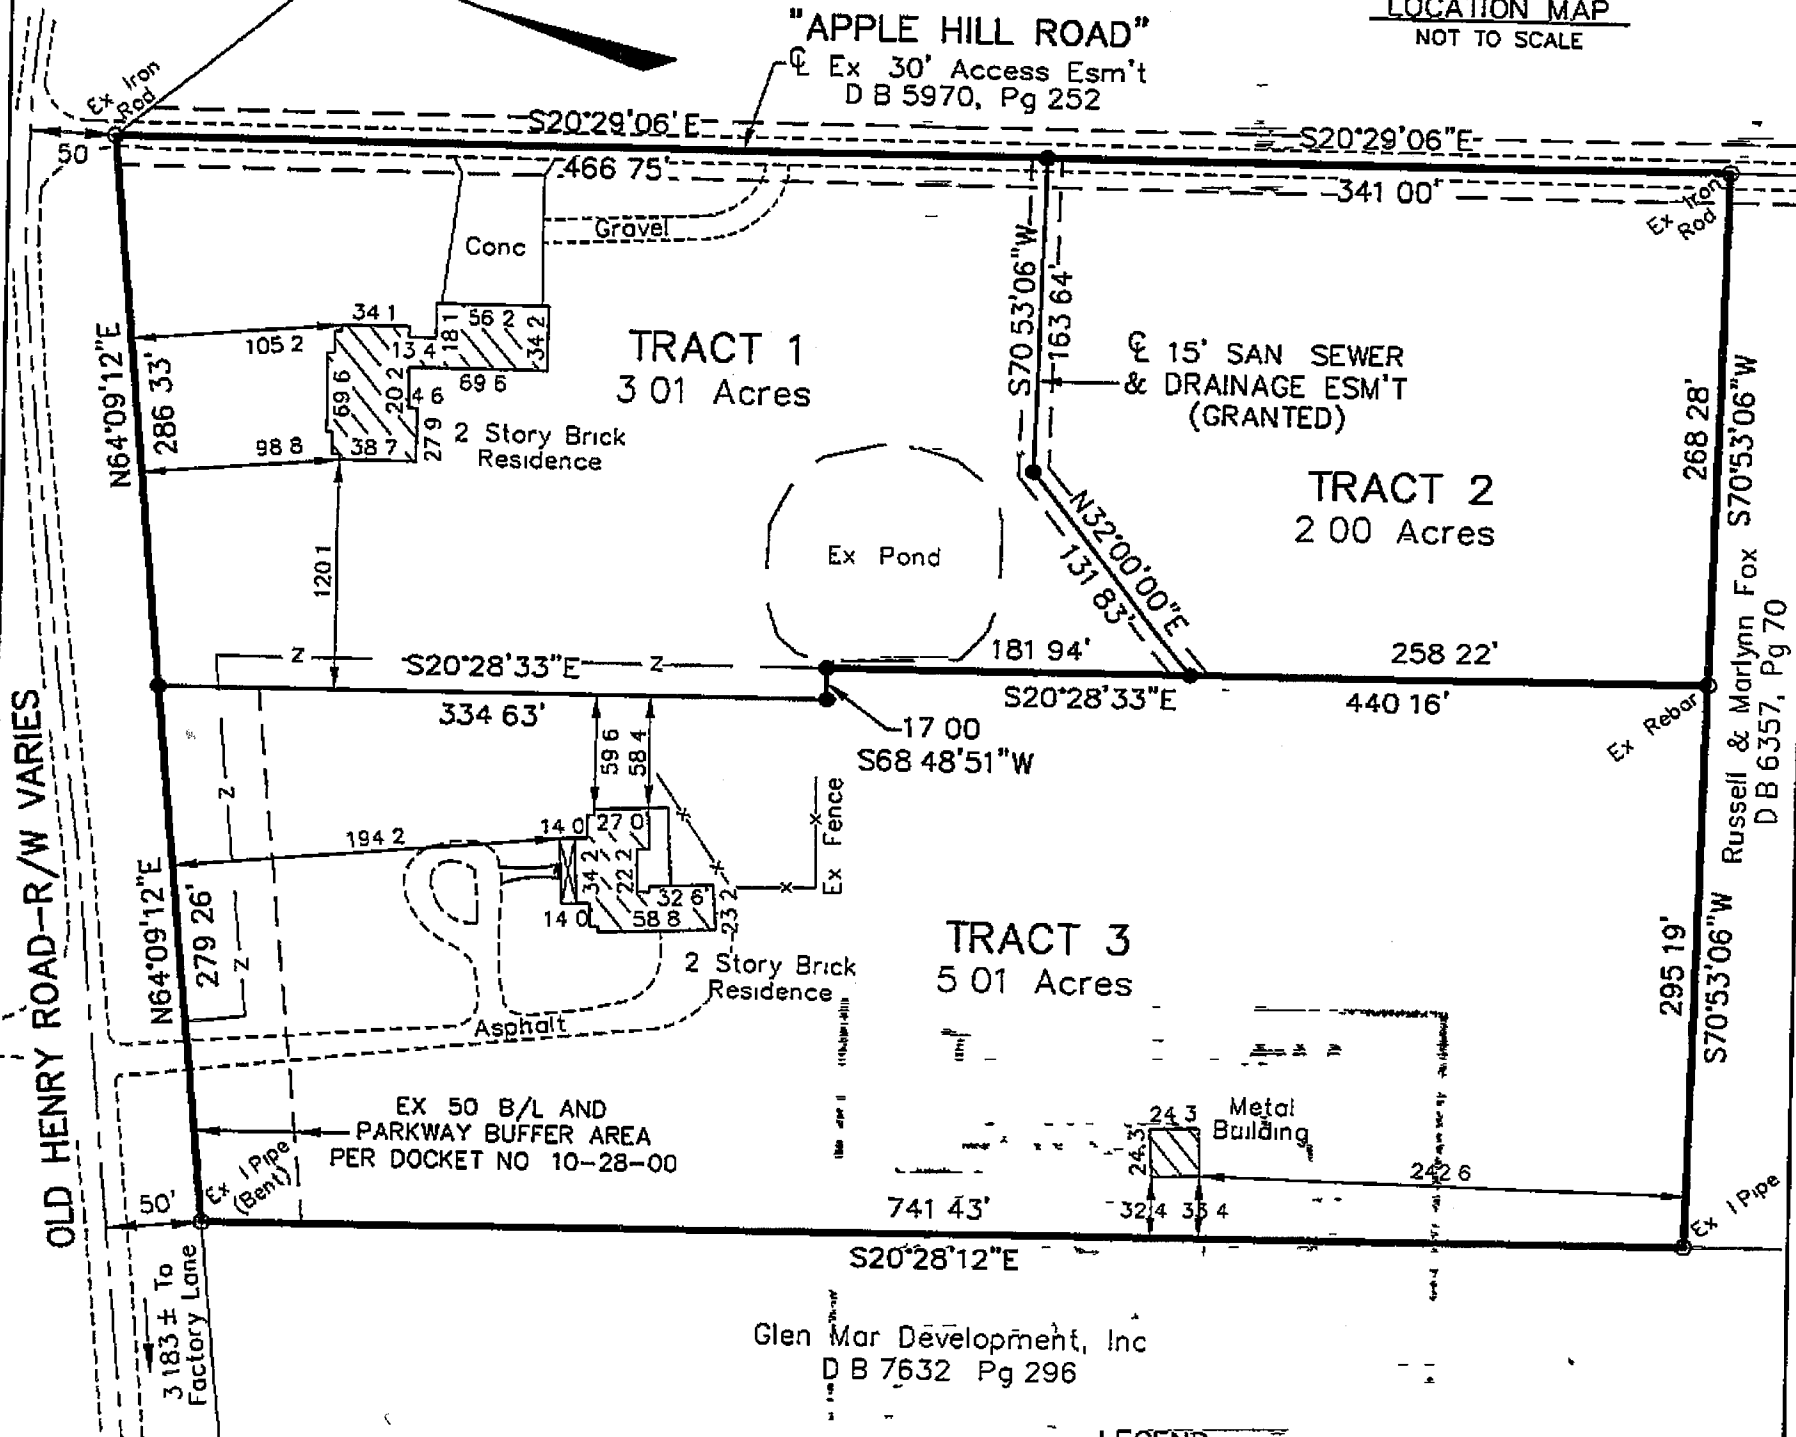 LOCATION MAP
NOT TO SCALE
"APPLE HILL ROAD"
℄ Ex 30' Access Esm't
D B 5970, Pg 252
Ex Iron
Rod
50
S20°29'06'E
466 75'
S20°29'06"E
341 00'
Ex Iron
Rod
Gravel
Conc
34 1
56 2
18 1
34 2
13 4
105 2
69 6
20 2
4 6
69 6
27 9
98 8
38 7
2 Story Brick
Residence
120 1
N64°09'12"E
286 33'
TRACT 1
3 01 Acres
S70 53'06"W
163 64'
℄ 15' SAN SEWER
& DRAINAGE ESM'T
(GRANTED)
TRACT 2
2 00 Acres
268 28'
S70°53'06"W
Ex Pond
N32°00'00"E
131 83'
Z
S20°28'33"E
Z
334 63'
181 94'
S20°28'33"E
258 22'
440 16'
17 00
S68 48'51"W
Ex Rebar
Russell & Marlynn Fox
D B 6357, Pg 70
OLD HENRY ROAD-R/W VARIES
Z
Z
194 2
59 6
58 4
14 0
27 0
34 2
22 2
32 6'
14 0
58 8
23 2
Ex Fence
2 Story Brick
Residence
N64°09'12"E
279 26'
Asphalt
TRACT 3
5 01 Acres
295 19'
S70°53'06"W
EX 50 B/L AND
PARKWAY BUFFER AREA
PER DOCKET NO 10-28-00
Ex I Pipe
(Bent)
50'
24 3
24 3'
Metal
Building
242 6
32 4
33 4
741 43'
S20°28'12"E
Ex I Pipe
3 183 ± To
Factory Lane
Glen Mar Development, Inc
D B 7632 Pg 296
LEGEND